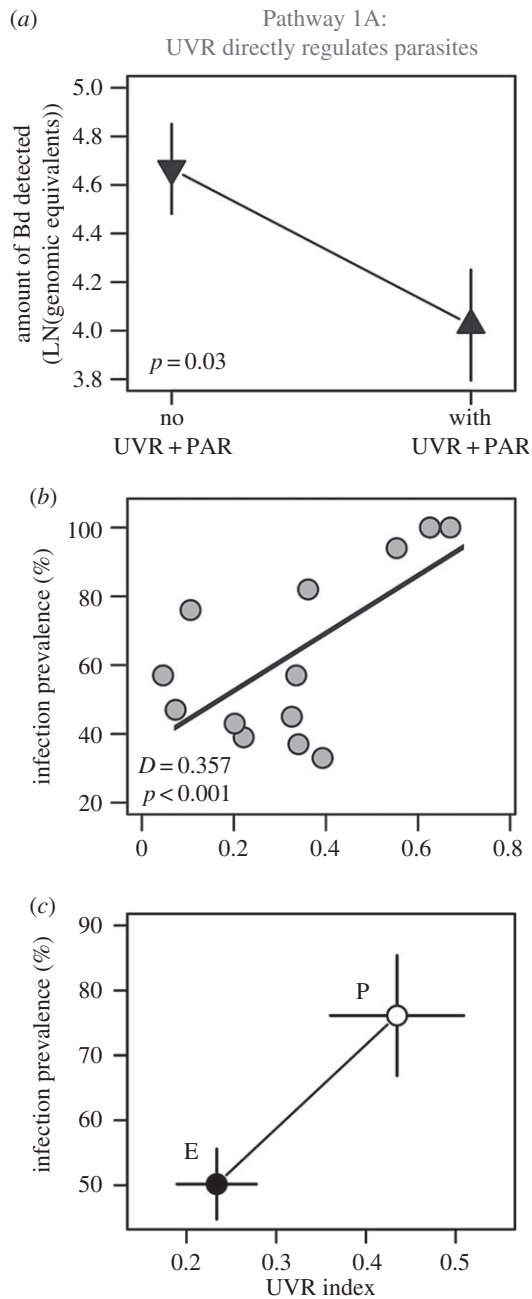 (a)
Pathway 1A:
UVR directly regulates parasites
amount of Bd detected
(LN(genomic equivalents))
5.0
4.8
4.6
4.4
4.2
4.0
3.8
p = 0.03
no
UVR + PAR
with
UVR + PAR
(b)
infection prevalence (%)
100
80
60
40
20
D = 0.357
p < 0.001
0
0.2
0.4
0.6
0.8
(c)
infection prevalence (%)
90
80
70
60
50
P
E
0.2
0.3
0.4
0.5
UVR index